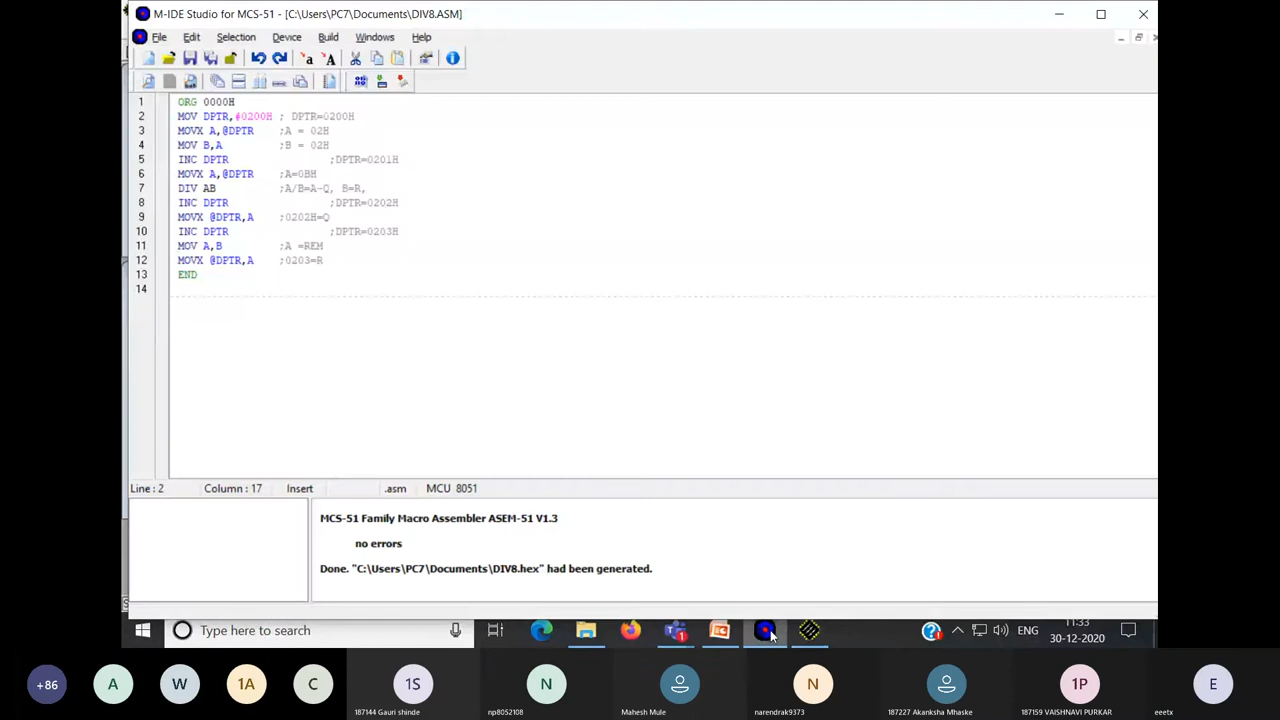 M-IDE Studio for MCS-51 - [C:\Users\PC7\Documents\DIV8.ASM]
File Edit Selection Device Build Windows Help
1 ORG 0000H
2 MOV DPTR,#0200H ; DPTR=0200H
3 MOVX A,@DPTR ;A = 02H
4 MOV B,A ;B = 02H
5 INC DPTR ;DPTR=0201H
6 MOVX A,@DPTR ;A=0BH
7 DIV AB ;A/B=A-Q, B=R,
8 INC DPTR ;DPTR=0202H
9 MOVX @DPTR,A ;0202H=Q
10 INC DPTR ;DPTR=0203H
11 MOV A,B ;A =REM
12 MOVX @DPTR,A ;0203=R
13 END
14
Line : 2 Column : 17 Insert .asm MCU 8051
MCS-51 Family Macro Assembler ASEM-51 V1.3
no errors
Done. "C:\Users\PC7\Documents\DIV8.hex" had been generated.
Type here to search
ENG
11:33
30-12-2020
+86 A W 1A C 1S N N 1P E
187144 Gauri shinde np8052108 Mahesh Mule narendrak9373 187227 Akanksha Mhaske 187159 VAISHNAVI PURKAR eeetx